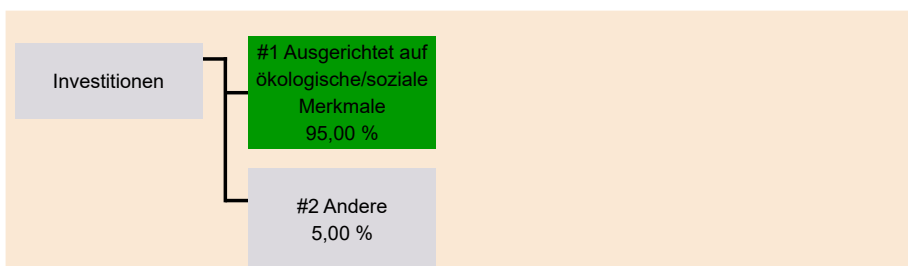 Investitionen
#1 Ausgerichtet auf
ökologische/soziale
Merkmale
95,00 %
#2 Andere
5,00 %